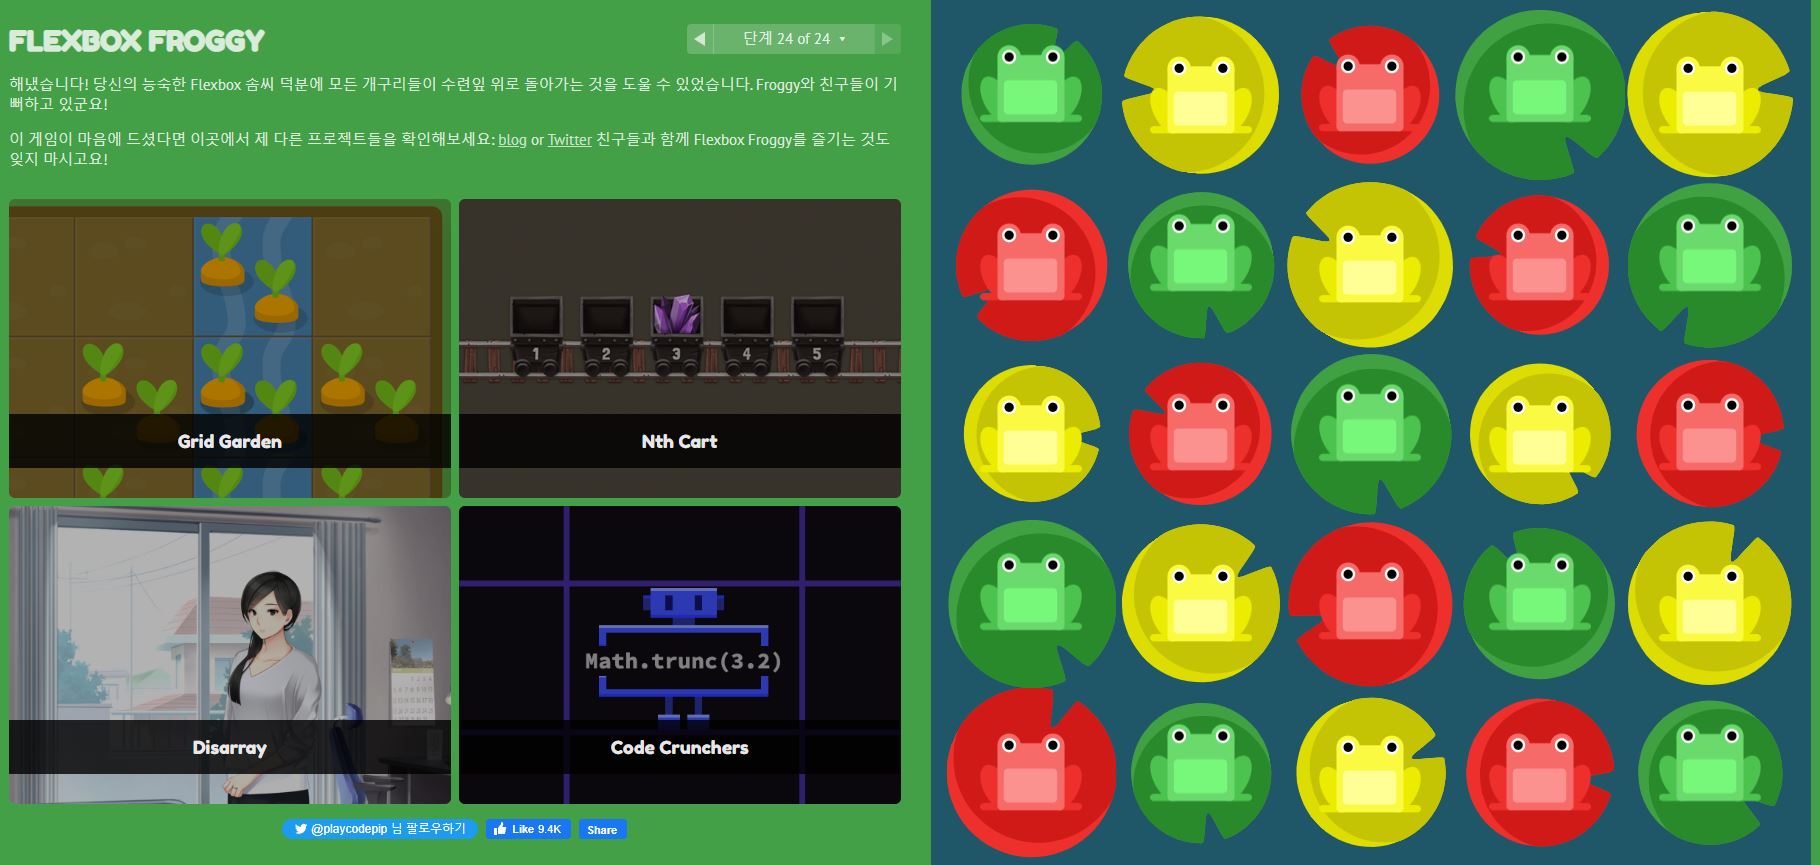 FLEXBOX FROGGY
단계 24 of 24
해냈습니다! 당신의 능숙한 Flexbox 솜씨 덕분에 모든 개구리들이 수련잎 위로 돌아가는 것을 도울 수 있었습니다. Froggy와 친구들이 기
뻐하고 있군요!
이 게임이 마음에 드셨다면 이곳에서 제 다른 프로젝트들을 확인해보세요: blog or Twitter 친구들과 함께 Flexbox Froggy를 즐기는 것도
잊지 마시고요!
1 2 3 4 5
Grid Garden
Nth Cart
Math.trunc(3.2)
Disarray
Code Crunchers
@playcodepip 님 팔로우하기
Like 9.4K
Share